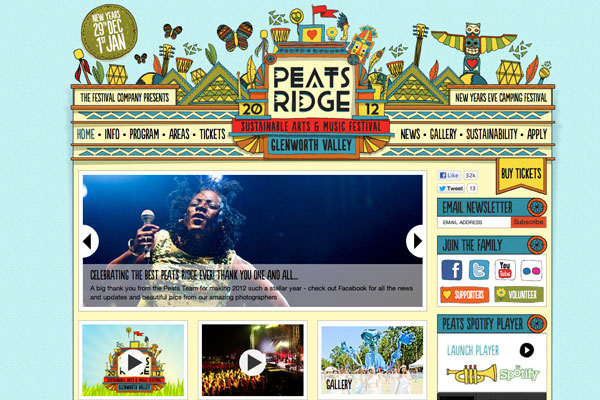 NEW YEARS
29TH DEC
1ST JAN
THE FESTIVAL COMPANY PRESENTS
PEATS
RIDGE
20 12
NEW YEARS EVE CAMPING FESTIVAL
SUSTAINABLE ARTS & MUSIC FESTIVAL
GLENWORTH VALLEY
HOME • INFO • PROGRAM • AREAS • TICKETS
NEWS • GALLERY • SUSTAINABILITY • APPLY
Like 32k
Tweet 13
BUY TICKETS
EMAIL NEWSLETTER
EMAIL ADDRESS Subscribe
JOIN THE FAMILY
f
You
Tube
SUPPORTERS
VOLUNTEER
PEATS SPOTIFY PLAYER
LAUNCH PLAYER
Spotify
CELEBRATING THE BEST PEATS RIDGE EVER! THANK YOU ONE AND ALL...
A big thank you from the Peats Team for making 2012 such a stellar year - check out Facebook for all the news
and updates and beautiful pics from our amazing photographers
PEATS
RIDGE
20 12
SUSTAINABLE ARTS & MUSIC FESTIVAL
GLENWORTH VALLEY
GALLERY